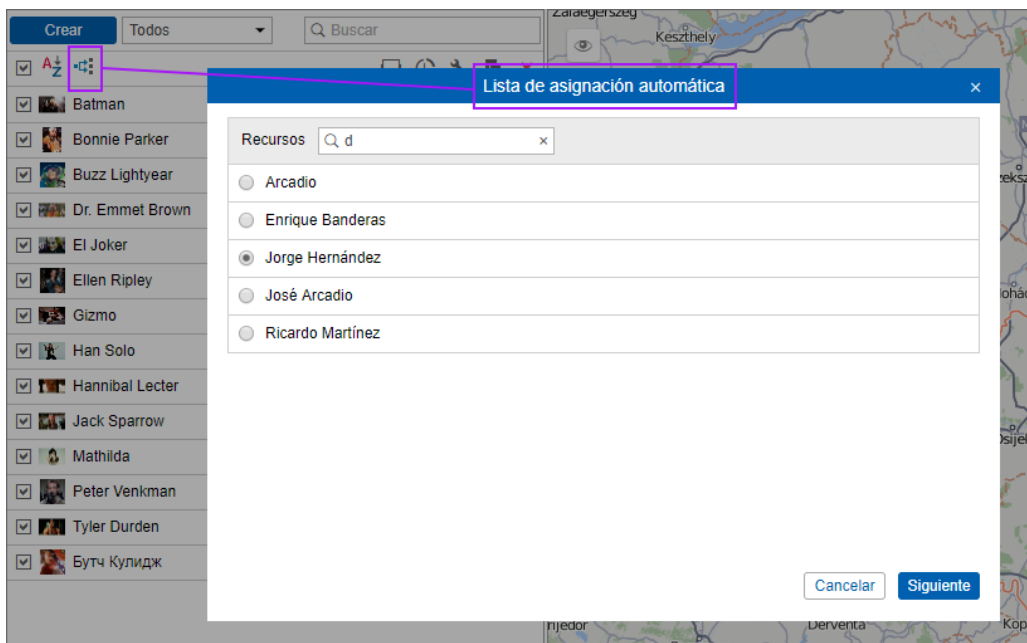 Zalaegerszeg
Crear
Todos
Buscar
Keszthely
AZ
Lista de asignación automática
×
Batman
Recursos
d
×
Bonnie Parker
Buzz Lightyear
Arcadio
Dr. Emmet Brown
Enrique Banderas
El Joker
Jorge Hernández
Ellen Ripley
José Arcadio
Gizmo
Ricardo Martínez
Han Solo
Hannibal Lecter
Jack Sparrow
Mathilda
Peter Venkman
Tyler Durden
Бутч Кулидж
Cancelar
Siguiente
Derventa